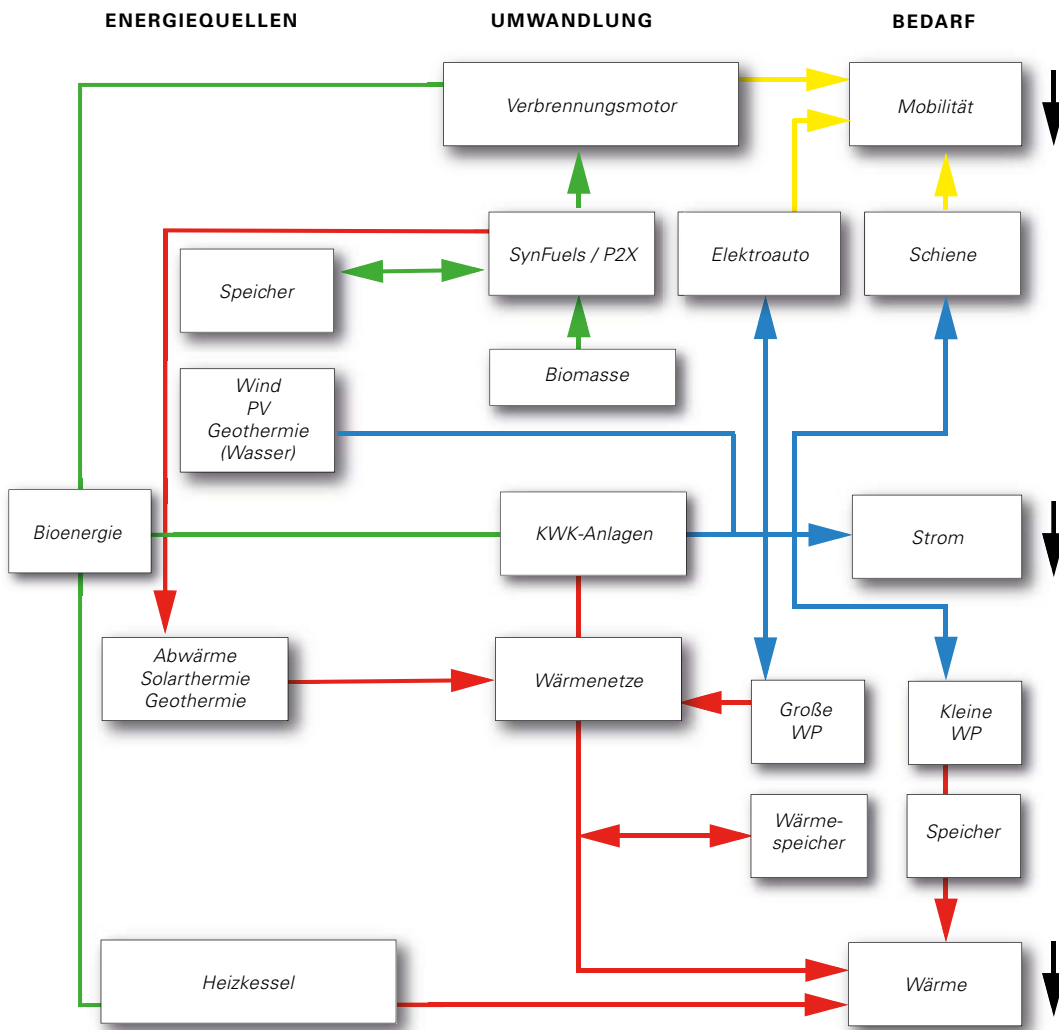 ENERGIEQUELLEN
UMWANDLUNG
BEDARF
Verbrennungsmotor
Mobilität
SynFuels / P2X
Elektroauto
Schiene
Speicher
Biomasse
Wind
PV
Geothermie
(Wasser)
Bioenergie
KWK-Anlagen
Strom
Abwärme
Solarthermie
Geothermie
Wärmenetze
Große
WP
Kleine
WP
Wärme-
speicher
Speicher
Heizkessel
Wärme